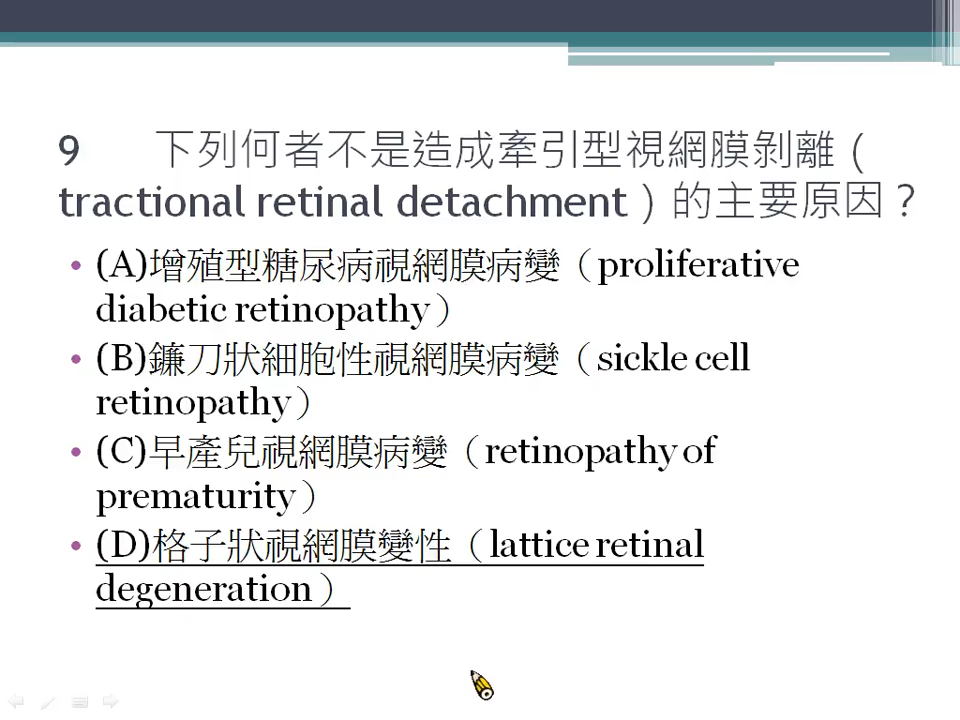 9 下列何者不是造成牽引型視網膜剝離（
tractional retinal detachment）的主要原因？
• (A)增殖型糖尿病視網膜病變（proliferative
diabetic retinopathy）
• (B)鐮刀狀細胞性視網膜病變（sickle cell
retinopathy）
• (C)早產兒視網膜病變（retinopathy of
prematurity）
• (D)格子狀視網膜變性（lattice retinal
degeneration）